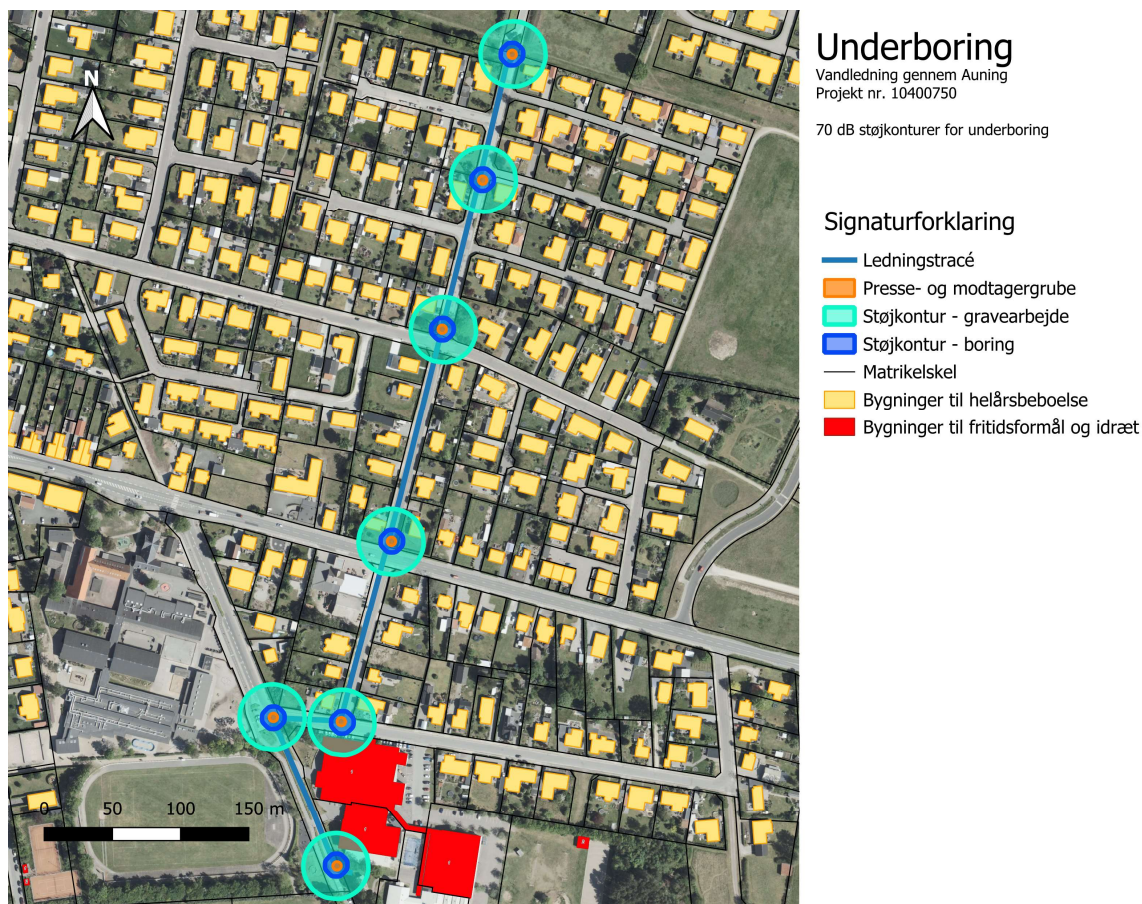 Underboring
Vandledning gennem Auning
Projekt nr. 10400750
70 dB støjkonturer for underboring
Signaturforklaring
Ledningstracé
Presse- og modtagergrube
Støjkontur - gravearbejde
Støjkontur - boring
Matrikelskel
Bygninger til helårsbeboelse
Bygninger til fritidsformål og idræt
N
0 50 100 150 m